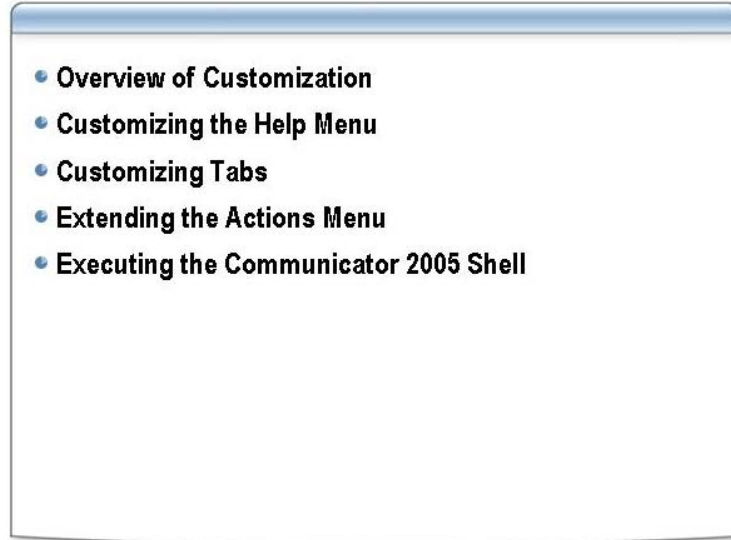 Overview of Customization
Customizing the Help Menu
Customizing Tabs
Extending the Actions Menu
Executing the Communicator 2005 Shell